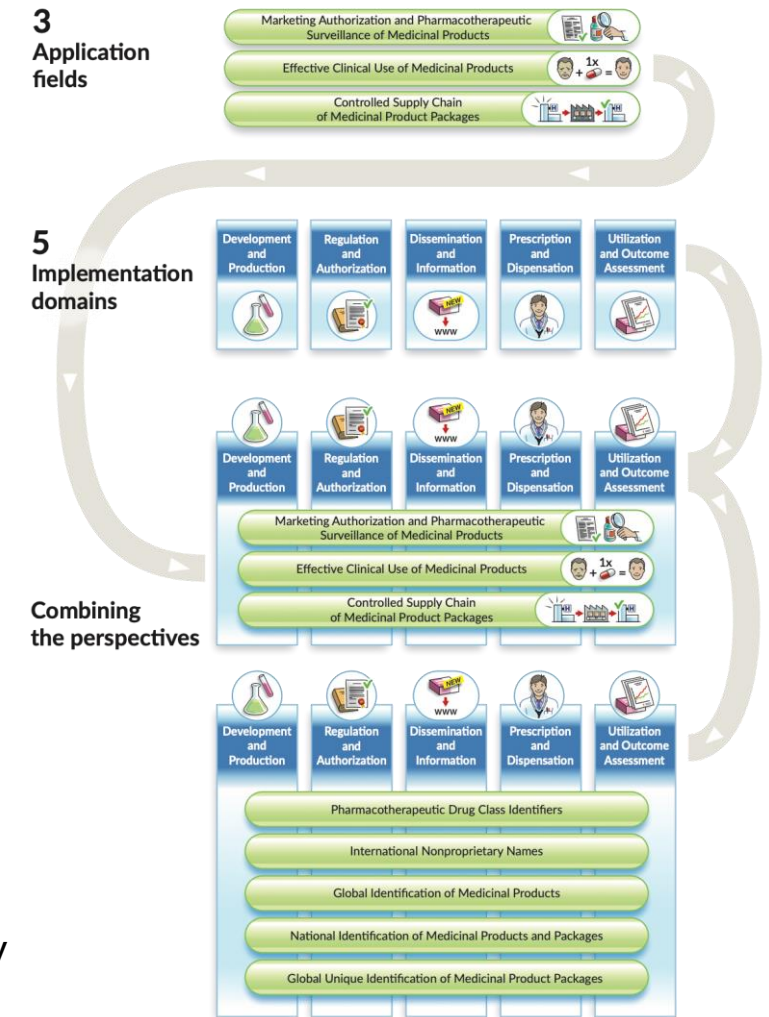 3
Application
fields
Marketing Authorization and Pharmacotherapeutic
Surveillance of Medicinal Products
Effective Clinical Use of Medicinal Products
1x
+ =
Controlled Supply Chain
of Medicinal Product Packages
H
H
5
Implementation
domains
Development
and
Production
Regulation
and
Authorization
Dissemination
and
Information
NEW
www
Prescription
and
Dispensation
Utilization
and Outcome
Assessment
NEW
www
Development
and
Production
Regulation
and
Authorization
Dissemination
and
Information
Prescription
and
Dispensation
Utilization
and Outcome
Assessment
Marketing Authorization and Pharmacotherapeutic
Surveillance of Medicinal Products
Effective Clinical Use of Medicinal Products
1x
+ =
Controlled Supply Chain
of Medicinal Product Packages
H
H
Combining
the perspectives
NEW
www
Development
and
Production
Regulation
and
Authorization
Dissemination
and
Information
Prescription
and
Dispensation
Utilization
and Outcome
Assessment
Pharmacotherapeutic Drug Class Identifiers
International Nonproprietary Names
Global Identification of Medicinal Products
National Identification of Medicinal Products and Packages
Global Unique Identification of Medicinal Product Packages